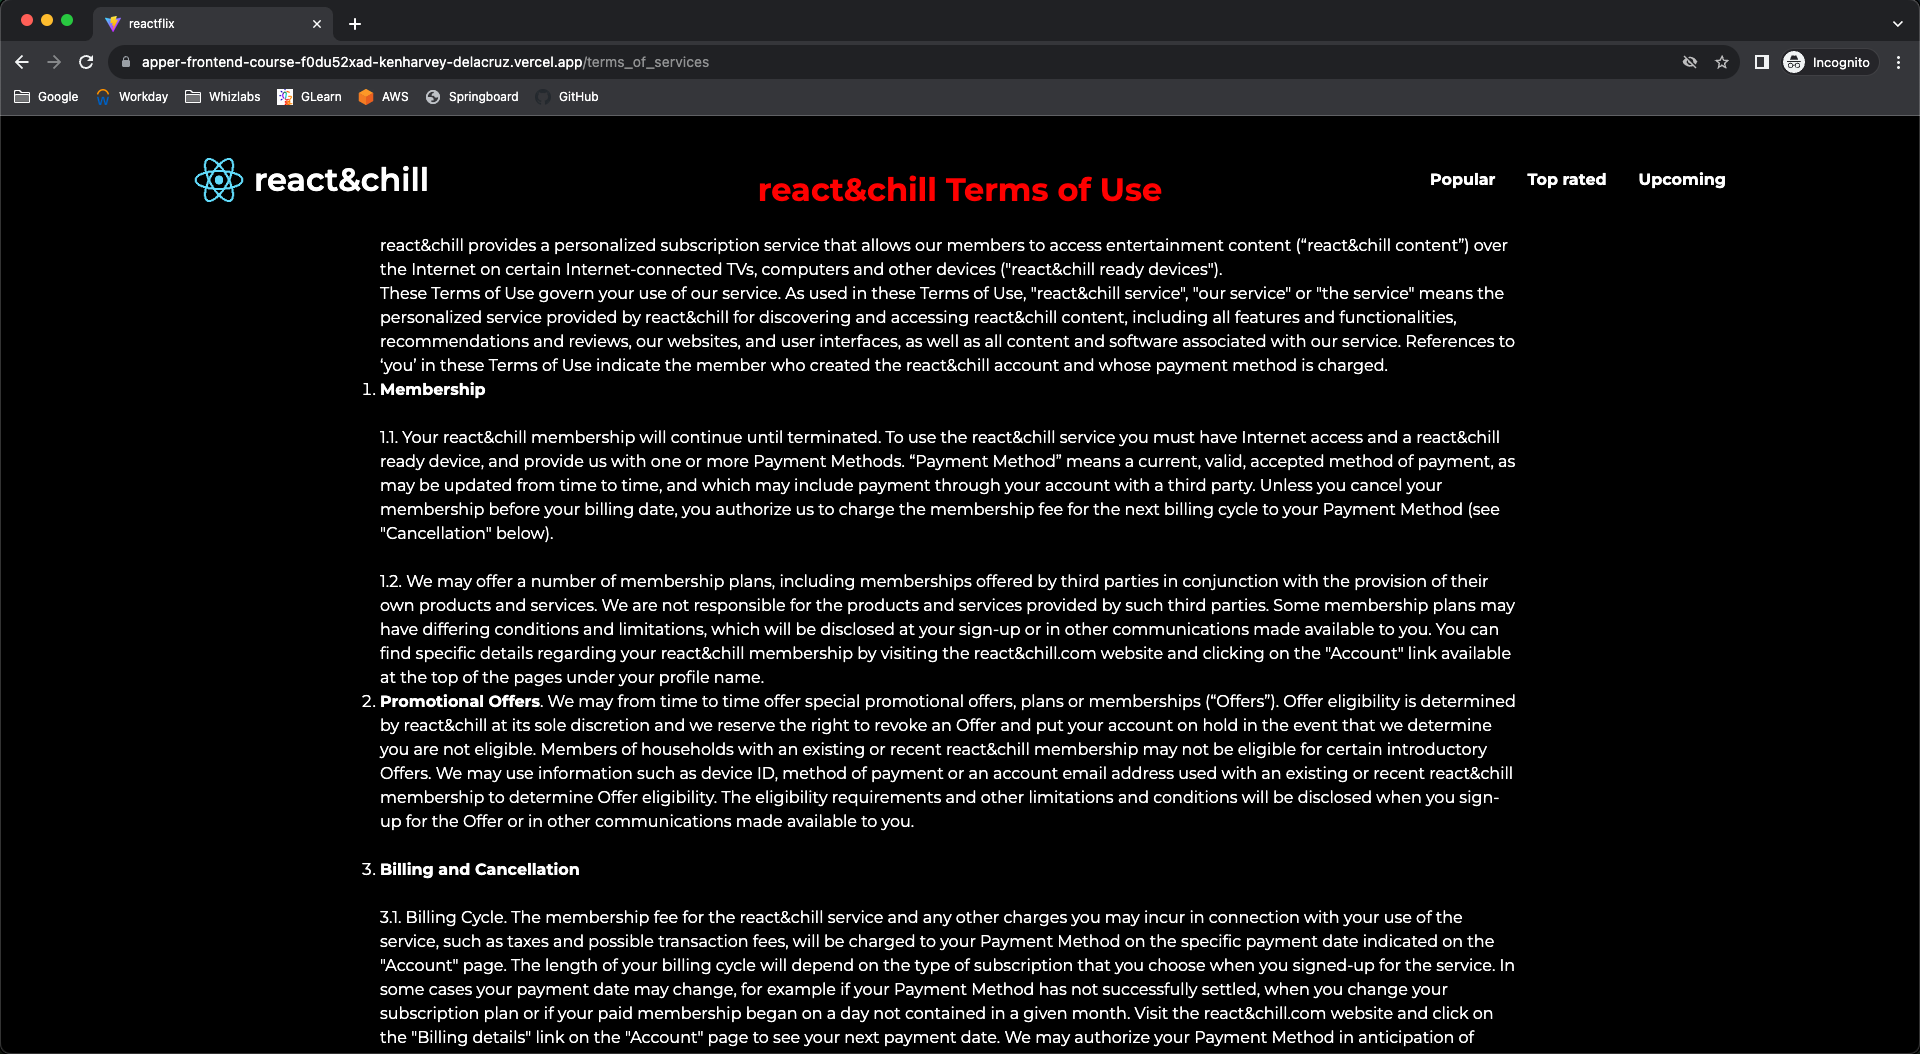 reactflix
apper-frontend-course-f0du52xad-kenharvey-delacruz.vercel.app/terms_of_services
Incognito
Google
Workday
Whizlabs
GLearn
AWS
Springboard
GitHub
react&chill
react&chill Terms of Use
Popular
Top rated
Upcoming
react&chill provides a personalized subscription service that allows our members to access entertainment content (“react&chill content”) over
the Internet on certain Internet-connected TVs, computers and other devices ("react&chill ready devices").
These Terms of Use govern your use of our service. As used in these Terms of Use, "react&chill service", "our service" or "the service" means the
personalized service provided by react&chill for discovering and accessing react&chill content, including all features and functionalities,
recommendations and reviews, our websites, and user interfaces, as well as all content and software associated with our service. References to
‘you’ in these Terms of Use indicate the member who created the react&chill account and whose payment method is charged.
1. Membership
1.1. Your react&chill membership will continue until terminated. To use the react&chill service you must have Internet access and a react&chill
ready device, and provide us with one or more Payment Methods. “Payment Method” means a current, valid, accepted method of payment, as
may be updated from time to time, and which may include payment through your account with a third party. Unless you cancel your
membership before your billing date, you authorize us to charge the membership fee for the next billing cycle to your Payment Method (see
"Cancellation" below).
1.2. We may offer a number of membership plans, including memberships offered by third parties in conjunction with the provision of their
own products and services. We are not responsible for the products and services provided by such third parties. Some membership plans may
have differing conditions and limitations, which will be disclosed at your sign-up or in other communications made available to you. You can
find specific details regarding your react&chill membership by visiting the react&chill.com website and clicking on the "Account" link available
at the top of the pages under your profile name.
2. Promotional Offers. We may from time to time offer special promotional offers, plans or memberships (“Offers”). Offer eligibility is determined
by react&chill at its sole discretion and we reserve the right to revoke an Offer and put your account on hold in the event that we determine
you are not eligible. Members of households with an existing or recent react&chill membership may not be eligible for certain introductory
Offers. We may use information such as device ID, method of payment or an account email address used with an existing or recent react&chill
membership to determine Offer eligibility. The eligibility requirements and other limitations and conditions will be disclosed when you sign-
up for the Offer or in other communications made available to you.
3. Billing and Cancellation
3.1. Billing Cycle. The membership fee for the react&chill service and any other charges you may incur in connection with your use of the
service, such as taxes and possible transaction fees, will be charged to your Payment Method on the specific payment date indicated on the
"Account" page. The length of your billing cycle will depend on the type of subscription that you choose when you signed-up for the service. In
some cases your payment date may change, for example if your Payment Method has not successfully settled, when you change your
subscription plan or if your paid membership began on a day not contained in a given month. Visit the react&chill.com website and click on
the "Billing details" link on the "Account" page to see your next payment date. We may authorize your Payment Method in anticipation of